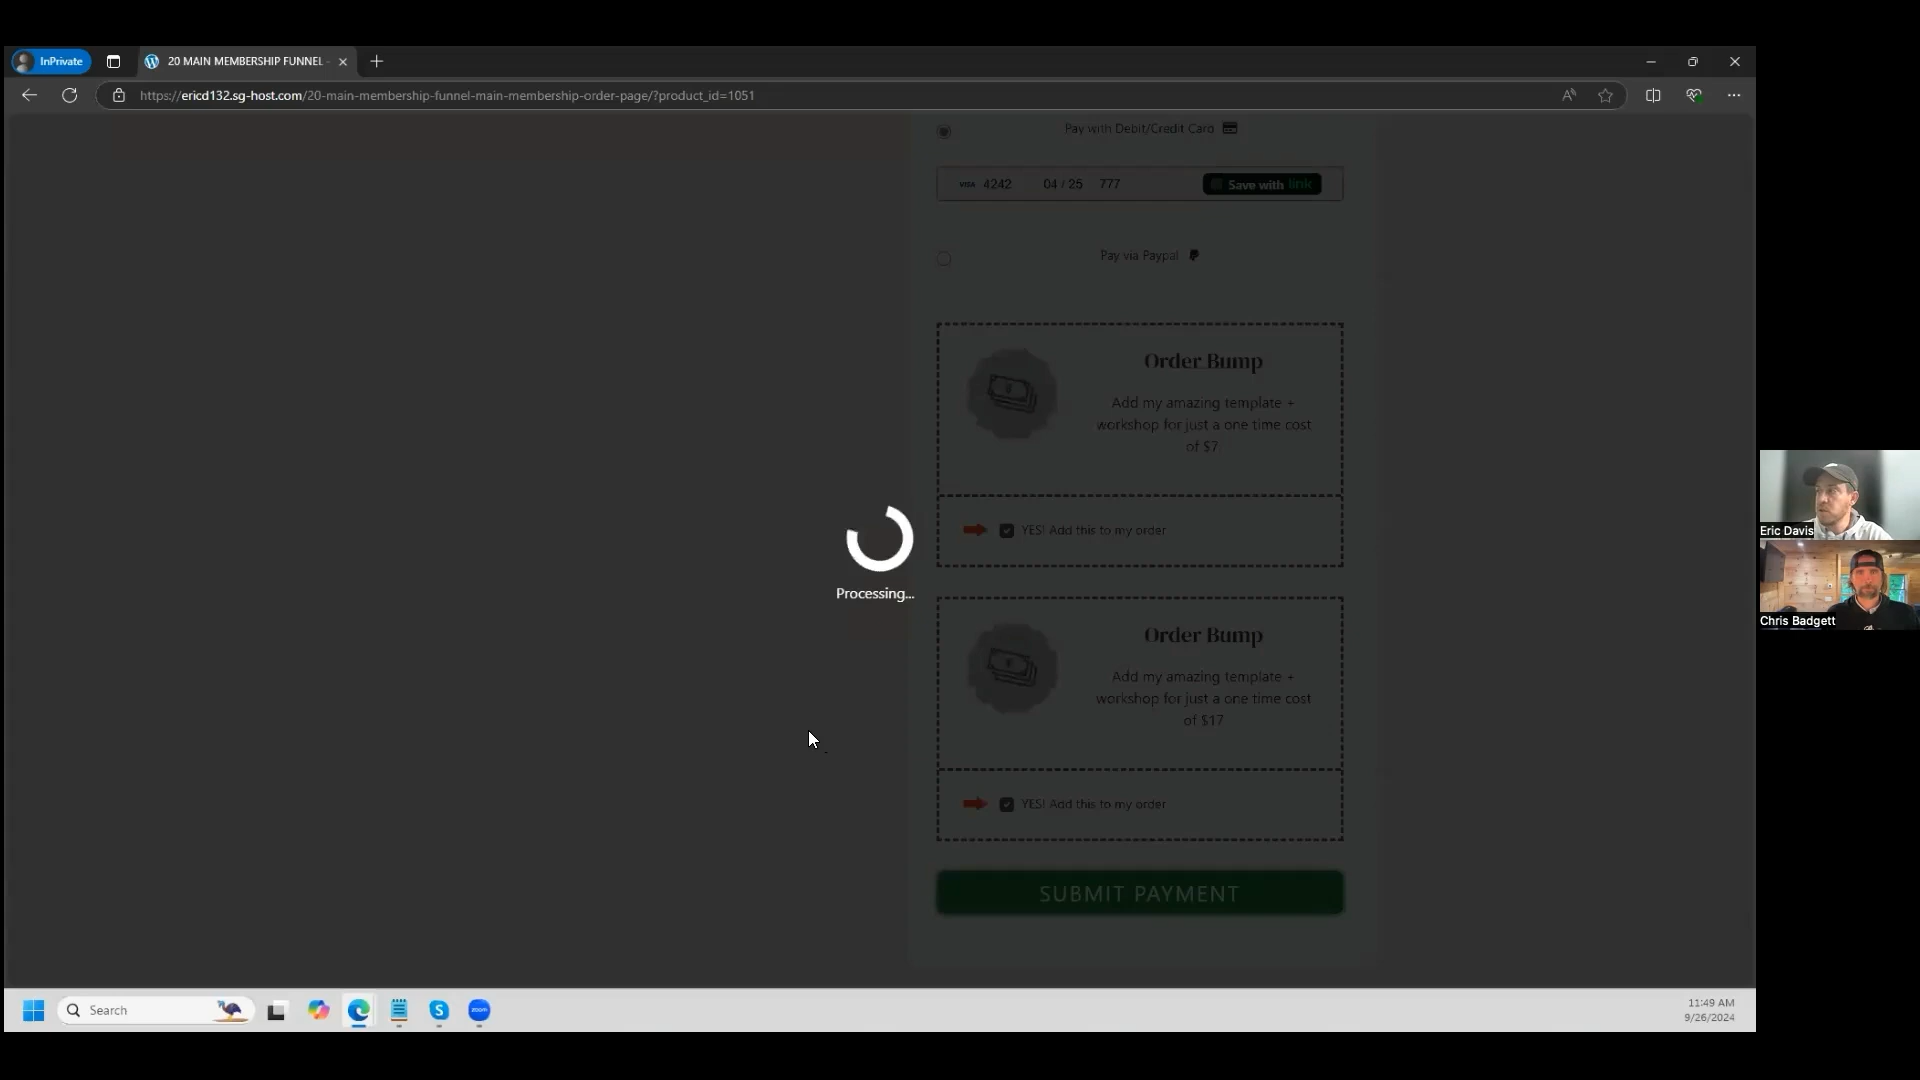 InPrivate
20 MAIN MEMBERSHIP FUNNEL -
https://ericd132.sg-host.com/20-main-membership-funnel-main-membership-order-page/?product_id=1051
Pay with Debit/Credit Card
VISA 4242 04 / 25 777 Save with link
Pay via Paypal
Order Bump
Add my amazing template +
workshop for just a one time cost
of $7
YES! Add this to my order
Processing...
Order Bump
Add my amazing template +
workshop for just a one time cost
of $17
YES! Add this to my order
SUBMIT PAYMENT
Eric Davis
Chris Badgett
Search
zoom
11:49 AM
9/26/2024